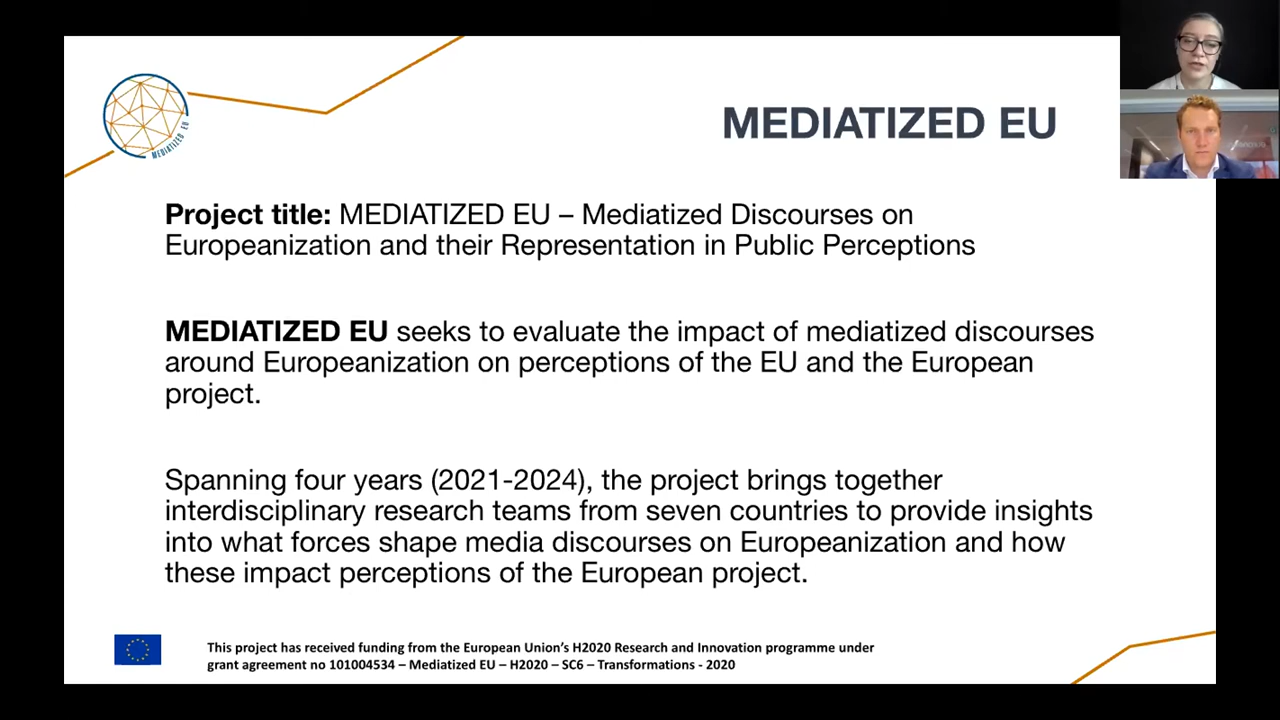 MEDIATIZED EU
MEDIATIZED EU
Project title: MEDIATIZED EU – Mediatized Discourses on
Europeanization and their Representation in Public Perceptions
MEDIATIZED EU seeks to evaluate the impact of mediatized discourses
around Europeanization on perceptions of the EU and the European
project.
Spanning four years (2021-2024), the project brings together
interdisciplinary research teams from seven countries to provide insights
into what forces shape media discourses on Europeanization and how
these impact perceptions of the European project.
This project has received funding from the European Union’s H2020 Research and Innovation programme under
grant agreement no 101004534 – Mediatized EU – H2020 – SC6 – Transformations - 2020